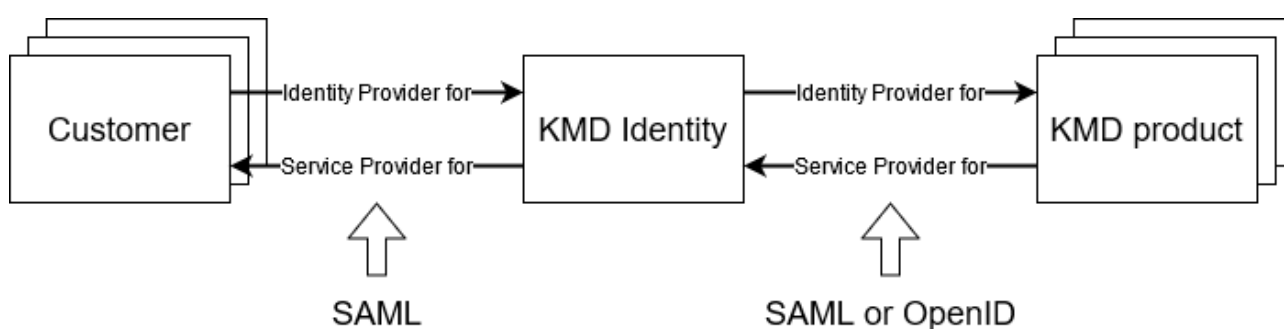 Identity Provider for
Identity Provider for
Customer
KMD Identity
KMD product
Service Provider for
Service Provider for
SAML
SAML or OpenID